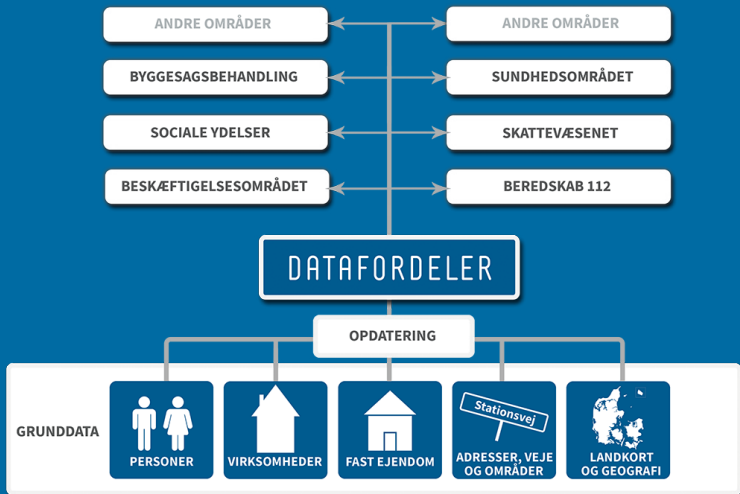 ANDRE OMRÅDER
ANDRE OMRÅDER
BYGGESAGSBEHANDLING
SUNDHEDSOMRÅDET
SOCIALE YDELSER
SKATTEVÆSENET
BESKÆFTIGELSESOMRÅDET
BEREDSKAB 112
DATAFORDELER
OPDATERING
GRUNDDATA
PERSONER
VIRKSOMHEDER
FAST EJENDOM
Stationsvej
ADRESSER, VEJE
OG OMRÅDER
LANDKORT
OG GEOGRAFI